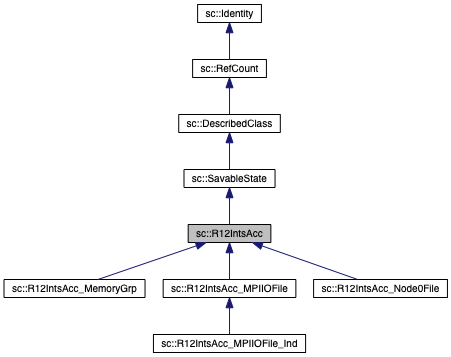 sc::Identity
sc::RefCount
sc::DescribedClass
sc::SavableState
sc::R12IntsAcc
sc::R12IntsAcc_MemoryGrp
sc::R12IntsAcc_MPIIOFile
sc::R12IntsAcc_Node0File
sc::R12IntsAcc_MPIIOFile_Ind